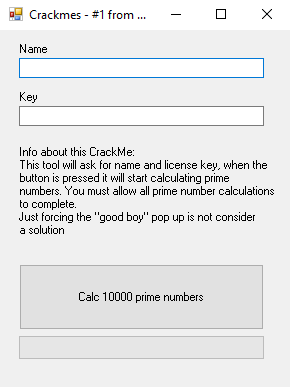 Crackmes - #1 from ...
Name
Key
Info about this CrackMe:
This tool will ask for name and license key, when the
button is pressed it will start calculating prime
numbers. You must allow all prime number calculations
to complete.
Just forcing the "good boy" pop up is not consider
a solution
Calc 10000 prime numbers